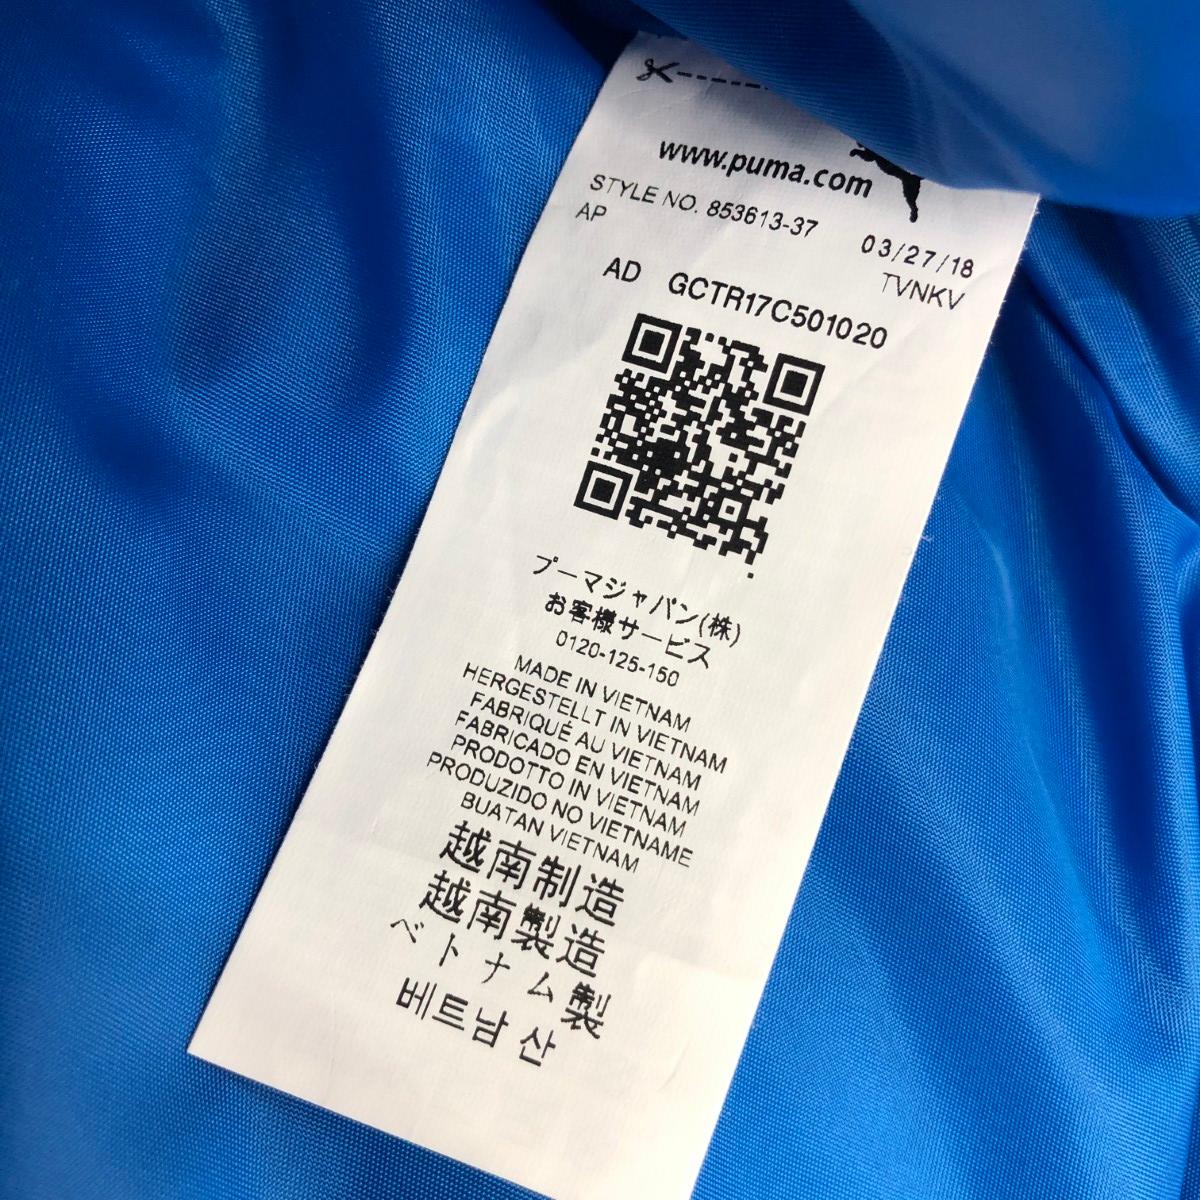 www.puma.com
STYLE NO. 853613-37 03/27/18
AP TVNKV
AD GCTR17C501020
プーマジャパン(株)
お客様サービス
0120-125-150
MADE IN VIETNAM
HERGESTELLT IN VIETNAM
FABRIQUÉ AU VIETNAM
FABRICADO EN VIETNAM
PRODOTTO IN VIETNAM
PRODUZIDO NO VIETNAME
BUATAN VIETNAM
越南制造
越南製造
ベトナム製
베트남 산